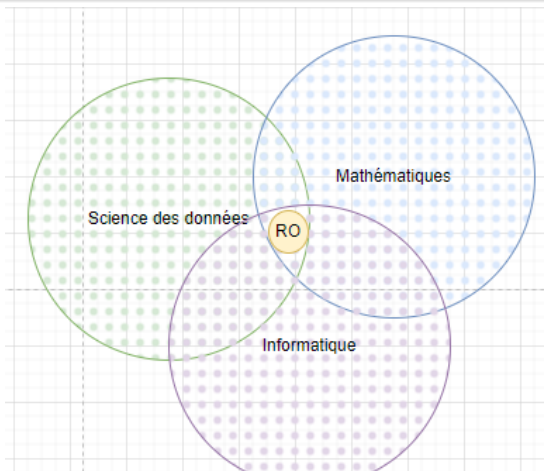 Mathématiques
Science des données
RO
Informatique